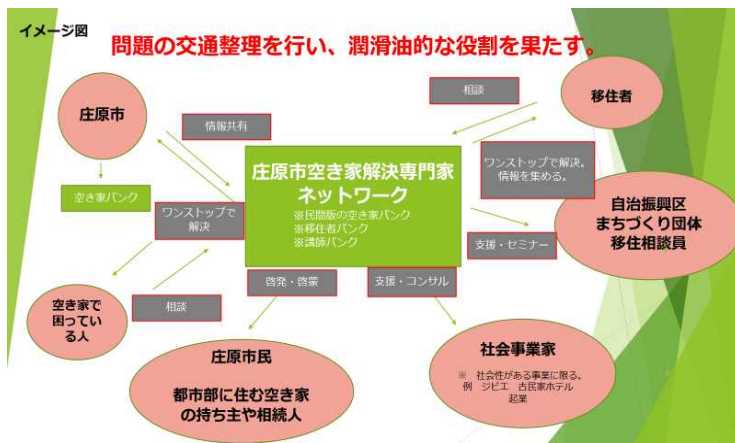 イメージ図
問題の交通整理を行い、潤滑油的な役割を果たす。
庄原市
情報共有
相談
移住者
空き家バンク
ワンストップで
解決
庄原市空き家解決専門家
ネットワーク
※民間版の空き家バンク
※移住者バンク
※講師バンク
ワンストップで解決。
情報を集める。
自治振興区
まちづくり団体
移住相談員
支援・セミナー
空き家で
困ってい
る人
相談
啓発・啓蒙
支援・コンサル
庄原市民
都市部に住む空き家
の持ち主や相続人
社会事業家
※ 社会性がある事業に限る。
例 ジビエ 古民家ホテル
起業